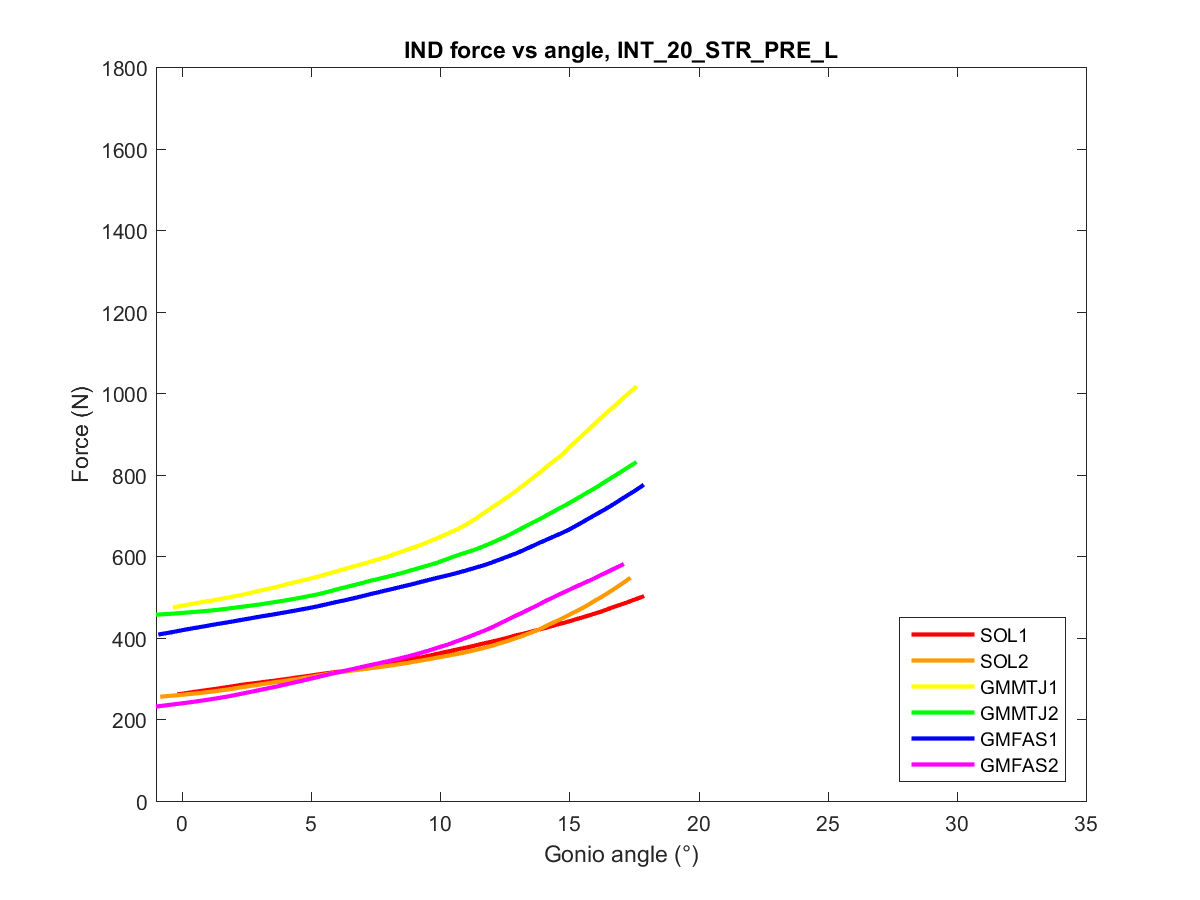 IND force vs angle, INT_20_STR_PRE_L
1800
1600
1400
1200
1000
800
600
400
200
0
Force (N)
0 5 10 15 20 25 30 35
Gonio angle (°)
SOL1
SOL2
GMMTJ1
GMMTJ2
GMFAS1
GMFAS2